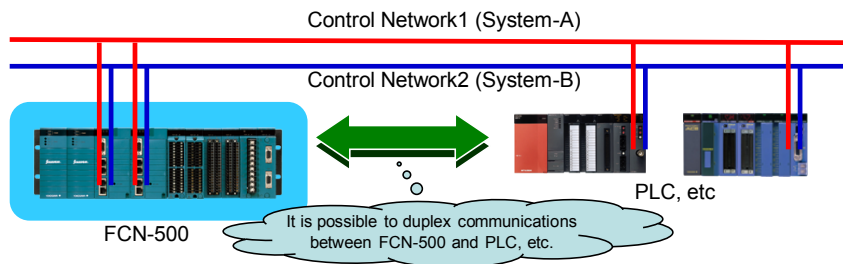 Control Network1 (System-A)
Control Network2 (System-B)
PLC, etc
FCN-500
It is possible to duplex communications
between FCN-500 and PLC, etc.